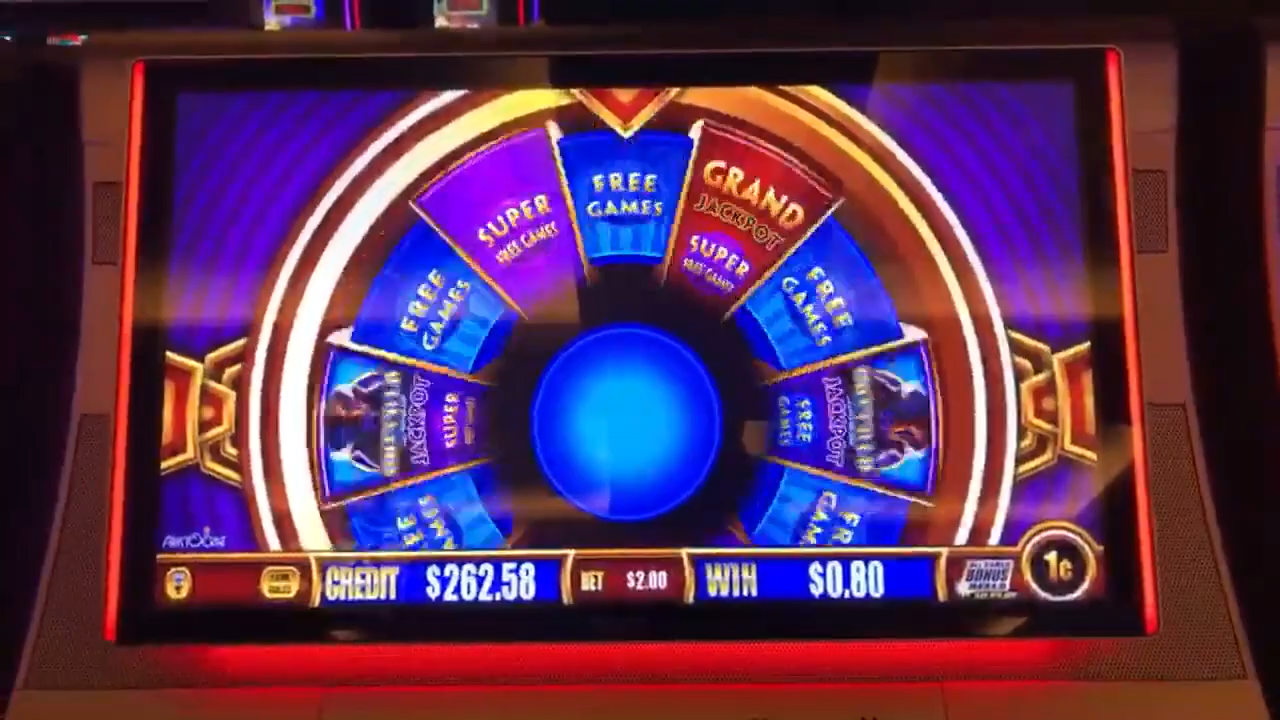 FREE
GAMES
SUPER
FREE GAMES
GRAND
JACKPOT
SUPER
FREE GAMES
FREE
GAMES
FREE
GAMES
JACKPOT
SUPER
JACKPOT
FREE
GAMES
CREDIT $262.58
BET $2.00
WIN $0.80
BONUS
1¢